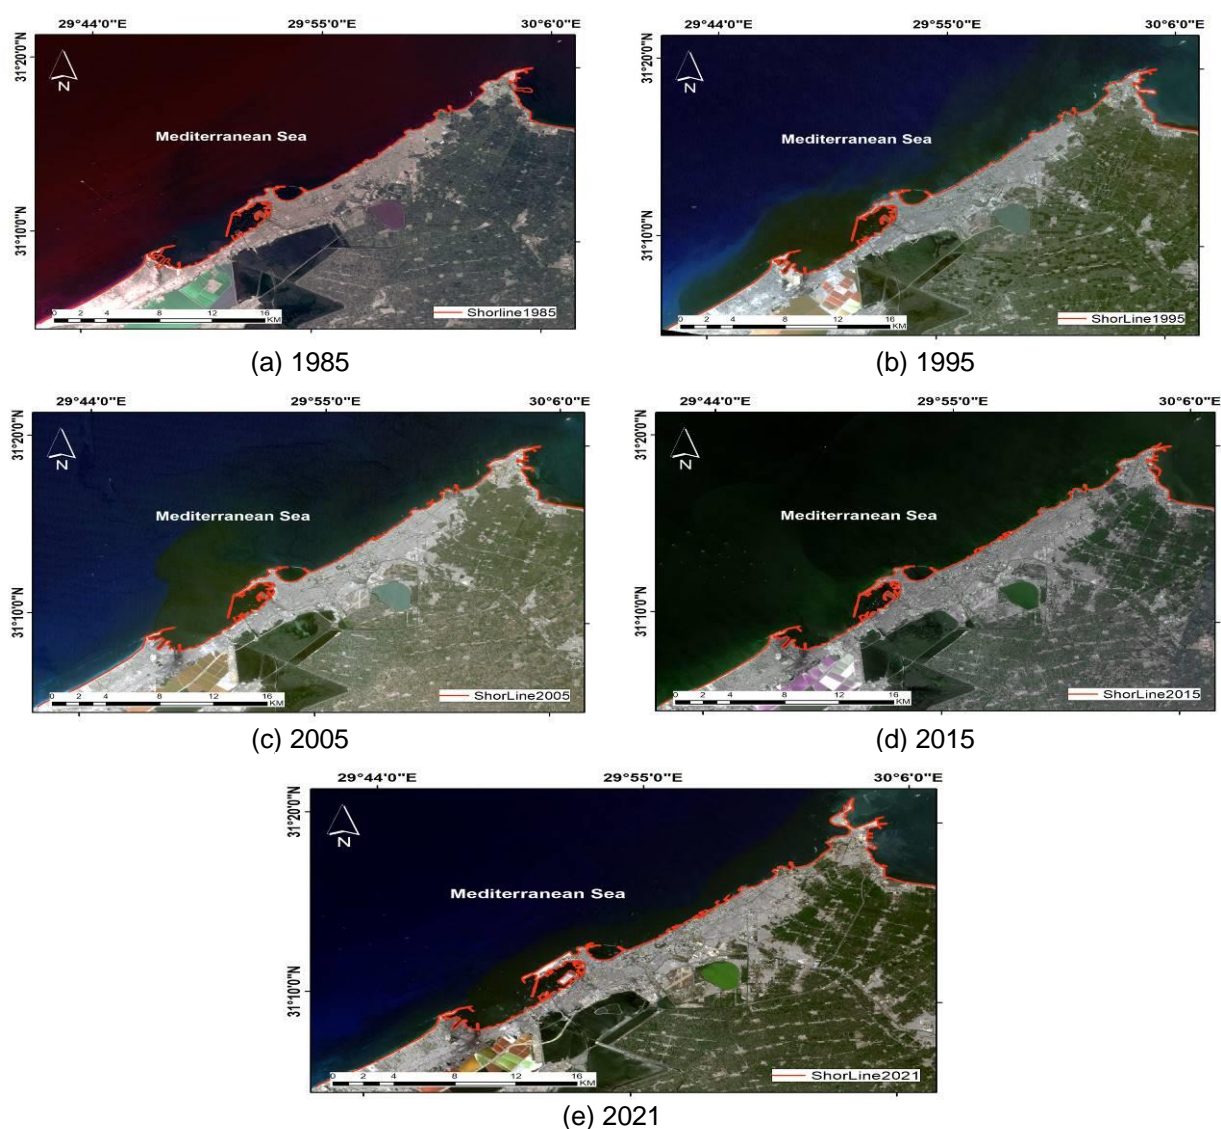 29°44'0"E 29°55'0"E 30°6'0"E
31°20'0"N
31°10'0"N
N
Mediterranean Sea
0 2 4 8 12 16
KM
Shorline1985
(a) 1985
29°44'0"E 29°55'0"E 30°6'0"E
31°20'0"N
31°10'0"N
N
Mediterranean Sea
0 2 4 8 12 16
KM
ShorLine1995
(b) 1995
29°44'0"E 29°55'0"E 30°6'0"E
31°20'0"N
31°10'0"N
N
Mediterranean Sea
0 2 4 8 12 16
KM
ShorLine2005
(c) 2005
29°44'0"E 29°55'0"E 30°6'0"E
31°20'0"N
31°10'0"N
N
Mediterranean Sea
0 2 4 8 12 16
KM
ShorLine2015
(d) 2015
29°44'0"E 29°55'0"E 30°6'0"E
31°20'0"N
31°10'0"N
N
Mediterranean Sea
0 2 4 8 12 16
KM
ShorLine2021
(e) 2021